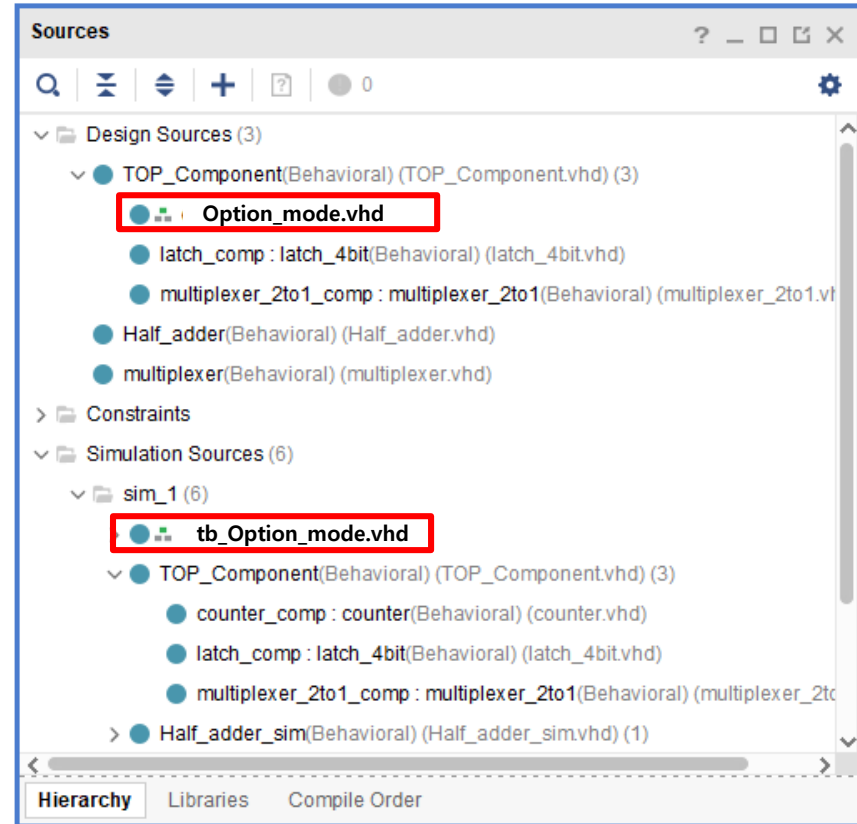 Sources
? 
0
Design Sources (3)
TOP_Component(Behavioral) (TOP_Component.vhd) (3)
Option_mode.vhd
latch_comp : latch_4bit(Behavioral) (latch_4bit.vhd)
multiplexer_2to1_comp : multiplexer_2to1(Behavioral) (multiplexer_2to1.vh
Half_adder(Behavioral) (Half_adder.vhd)
multiplexer(Behavioral) (multiplexer.vhd)
Constraints
Simulation Sources (6)
sim_1 (6)
tb_Option_mode.vhd
TOP_Component(Behavioral) (TOP_Component.vhd) (3)
counter_comp : counter(Behavioral) (counter.vhd)
latch_comp : latch_4bit(Behavioral) (latch_4bit.vhd)
multiplexer_2to1_comp : multiplexer_2to1(Behavioral) (multiplexer_2to
Half_adder_sim(Behavioral) (Half_adder_sim.vhd) (1)
Hierarchy Libraries Compile Order